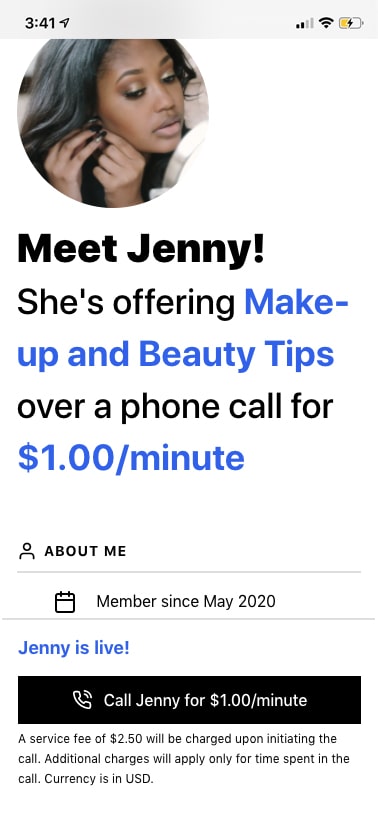 3:41
Meet Jenny!
She's offering Make-
up and Beauty Tips
over a phone call for
$1.00/minute
ABOUT ME
Member since May 2020
Jenny is live!
Call Jenny for $1.00/minute
A service fee of $2.50 will be charged upon initiating the
call. Additional charges will apply only for time spent in the
call. Currency is in USD.